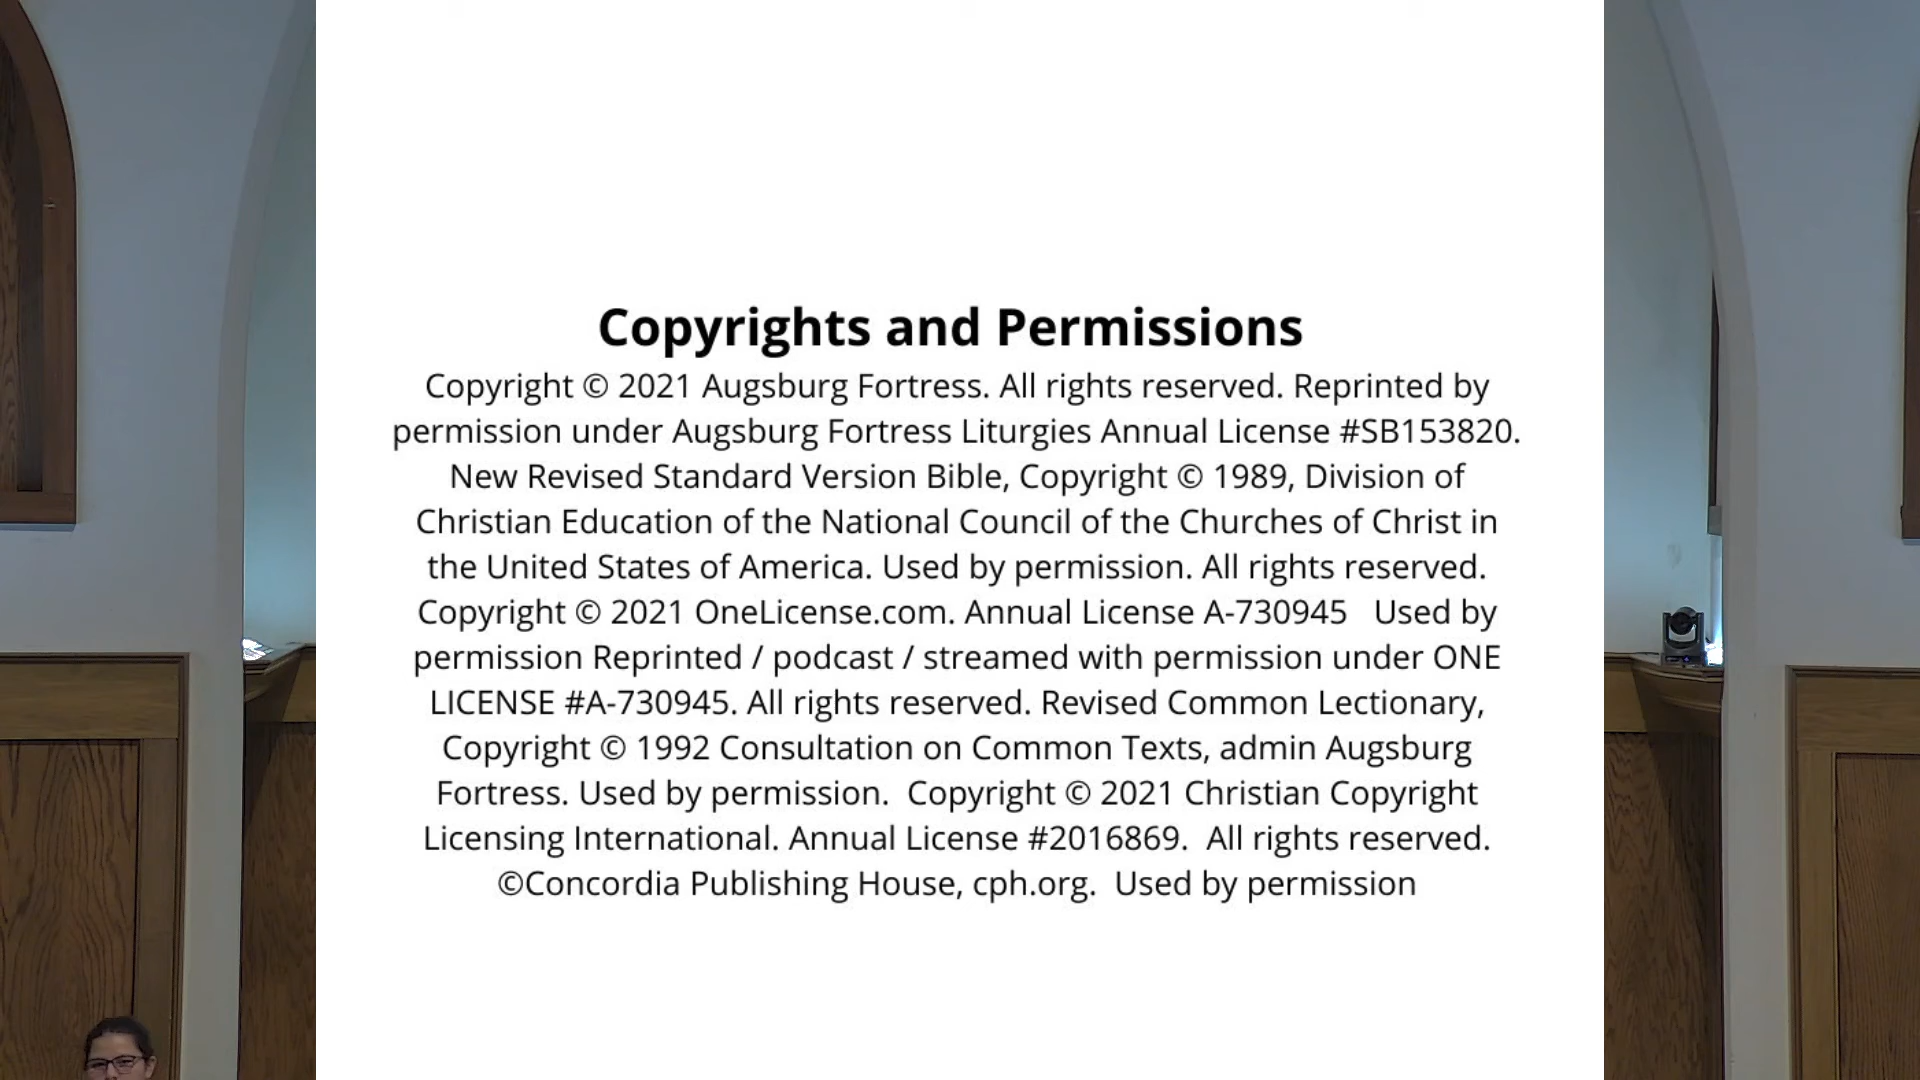 Copyrights and Permissions
Copyright © 2021 Augsburg Fortress. All rights reserved. Reprinted by
permission under Augsburg Fortress Liturgies Annual License #SB153820.
New Revised Standard Version Bible, Copyright © 1989, Division of
Christian Education of the National Council of the Churches of Christ in
the United States of America. Used by permission. All rights reserved.
Copyright © 2021 OneLicense.com. Annual License A-730945   Used by
permission Reprinted / podcast / streamed with permission under ONE
LICENSE #A-730945. All rights reserved. Revised Common Lectionary,
Copyright © 1992 Consultation on Common Texts, admin Augsburg
Fortress. Used by permission.  Copyright © 2021 Christian Copyright
Licensing International. Annual License #2016869.  All rights reserved.
©Concordia Publishing House, cph.org.  Used by permission